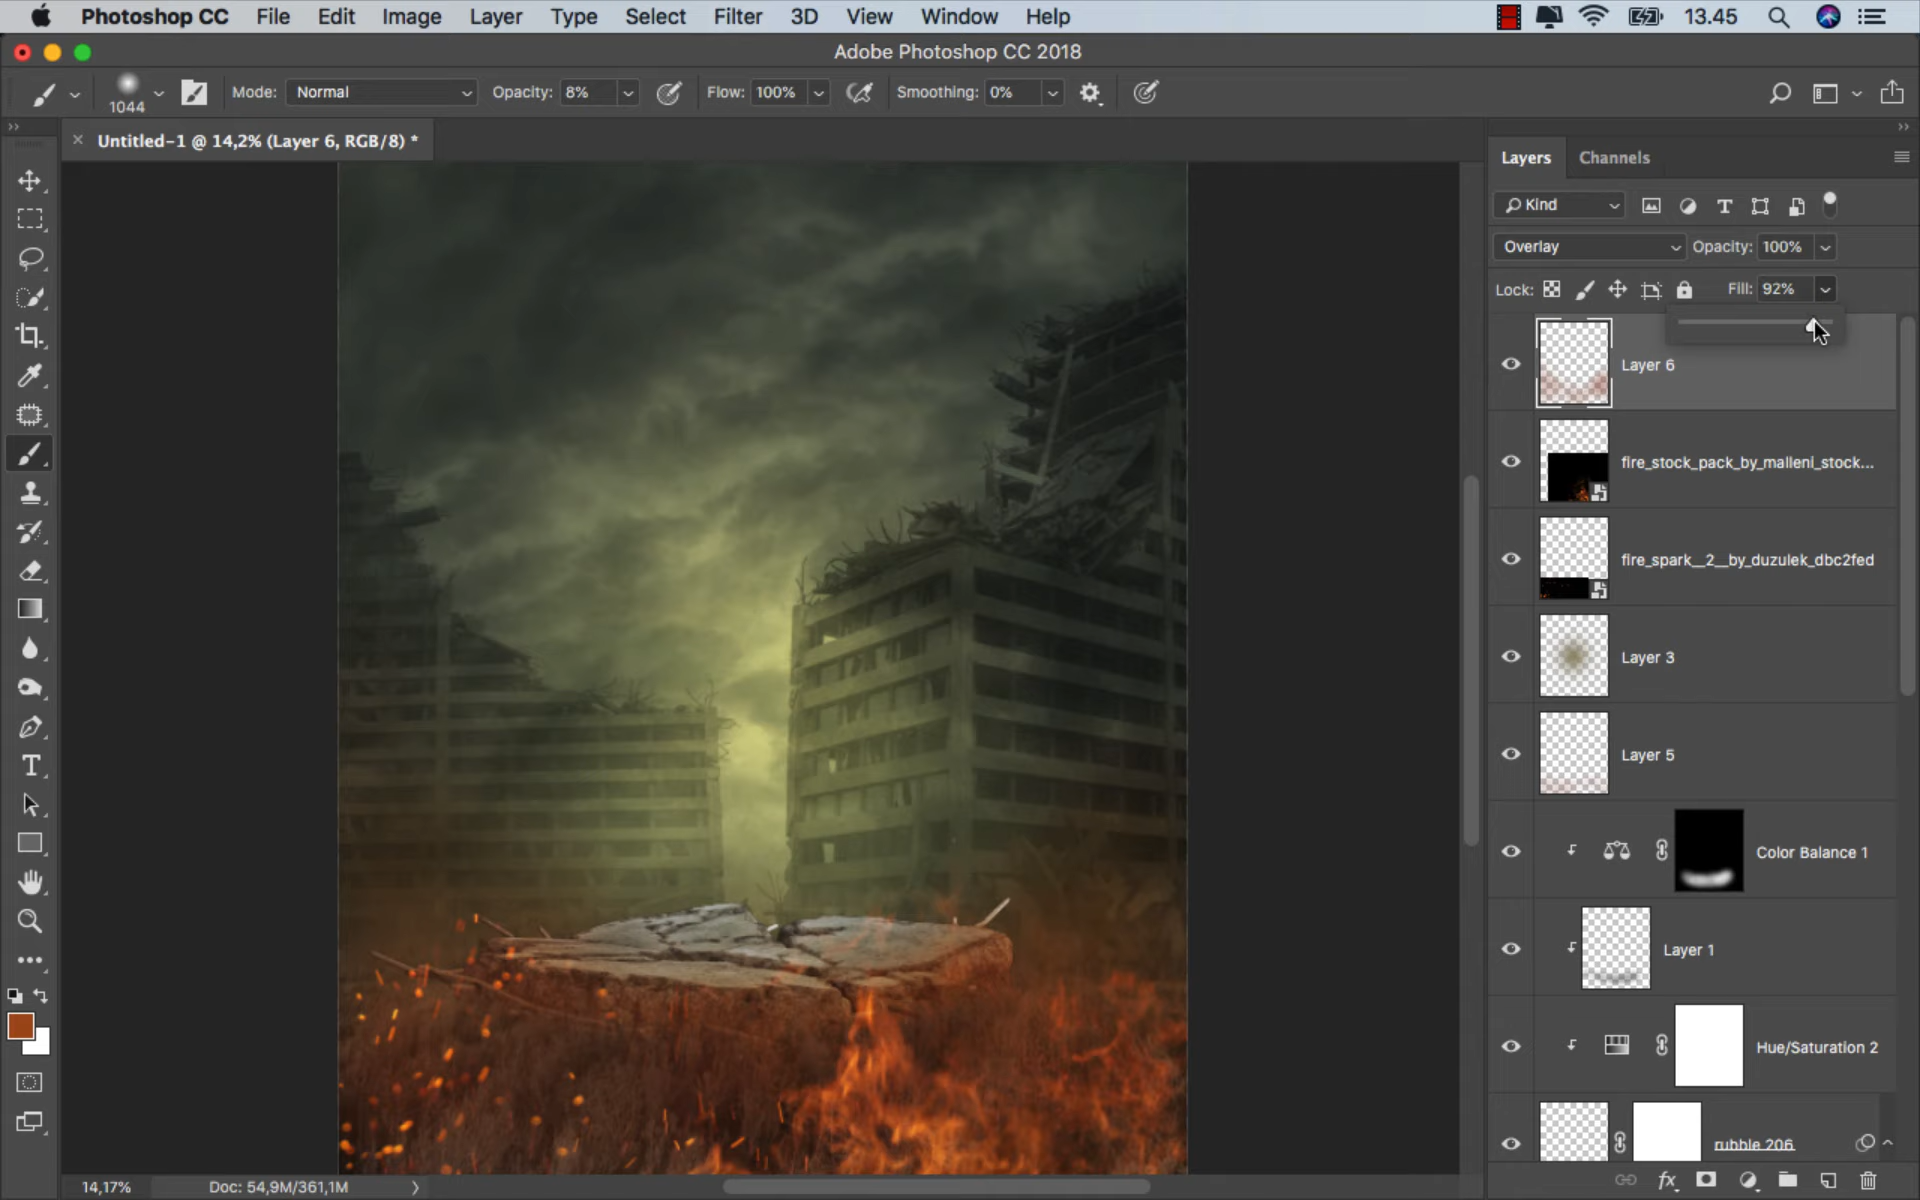 Photoshop CC File Edit Image Layer Type Select Filter 3D View Window Help 13.45
Adobe Photoshop CC 2018
1044 Mode: Normal Opacity: 8% Flow: 100% Smoothing: 0%
× Untitled-1 @ 14,2% (Layer 6, RGB/8) *
Layers Channels
Kind
Overlay Opacity: 100%
Lock: Fill: 92%
Layer 6
fire_stock_pack_by_malleni_stock...
fire_spark__2__by_duzulek_dbc2fed
Layer 3
Layer 5
Color Balance 1
Layer 1
Hue/Saturation 2
rubble 206
14,17% Doc: 54,9M/361,1M